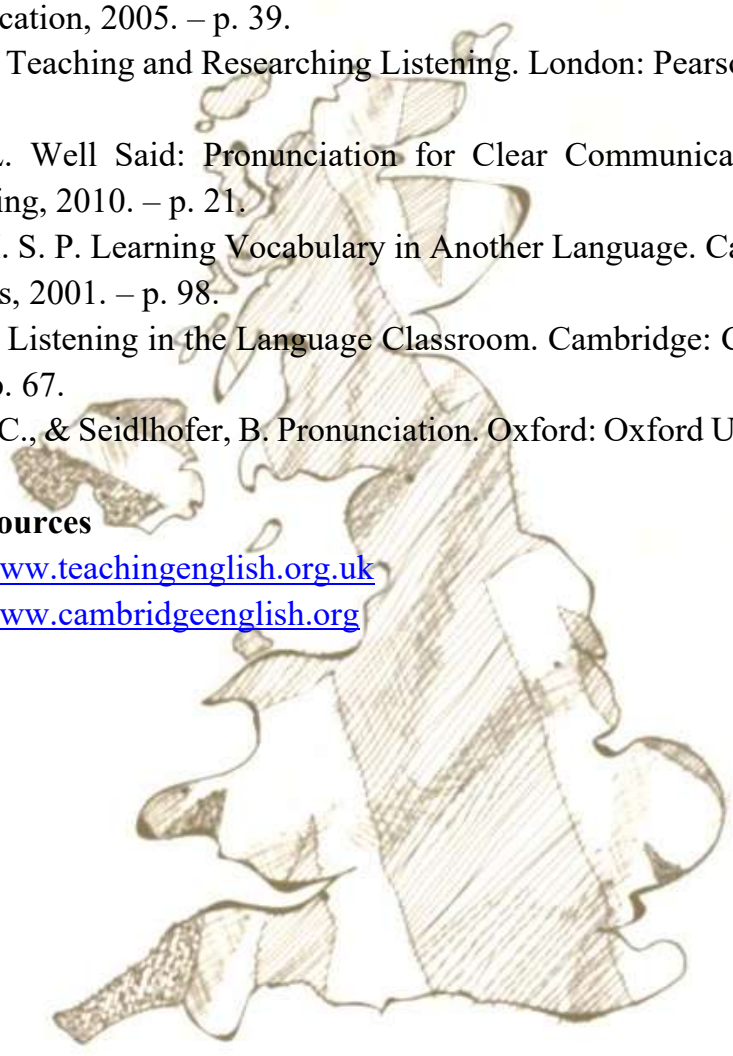 cation, 2005. – p. 39.
Teaching and Researching Listening. London: Pearso
. Well Said: Pronunciation for Clear Communica
ing, 2010. – p. 21.
. S. P. Learning Vocabulary in Another Language. Ca
s, 2001. – p. 98.
Listening in the Language Classroom. Cambridge: C
p. 67.
C., & Seidlhofer, B. Pronunciation. Oxford: Oxford U
ources
ww.teachingenglish.org.uk
ww.cambridgeenglish.org